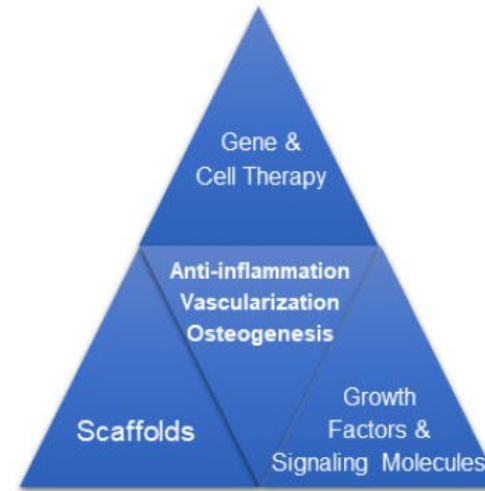 Gene &
Cell Therapy
Anti-inflammation
Vascularization
Osteogenesis
Scaffolds
Growth
Factors &
Signaling Molecules